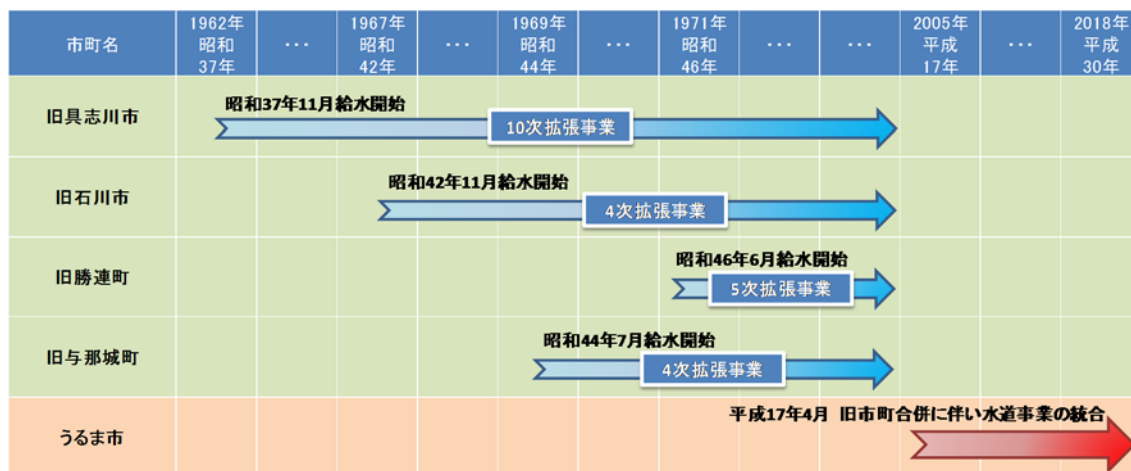 市町名
1962年
昭和
37年
･･･
1967年
昭和
42年
･･･
1969年
昭和
44年
･･･
1971年
昭和
46年
･･･
･･･
2005年
平成
17年
･･･
2018年
平成
30年
旧具志川市
昭和37年11月給水開始
10次拡張事業
旧石川市
昭和42年11月給水開始
4次拡張事業
旧勝連町
昭和46年6月給水開始
5次拡張事業
旧与那城町
昭和44年7月給水開始
4次拡張事業
うるま市
平成17年4月 旧市町合併に伴い水道事業の統合